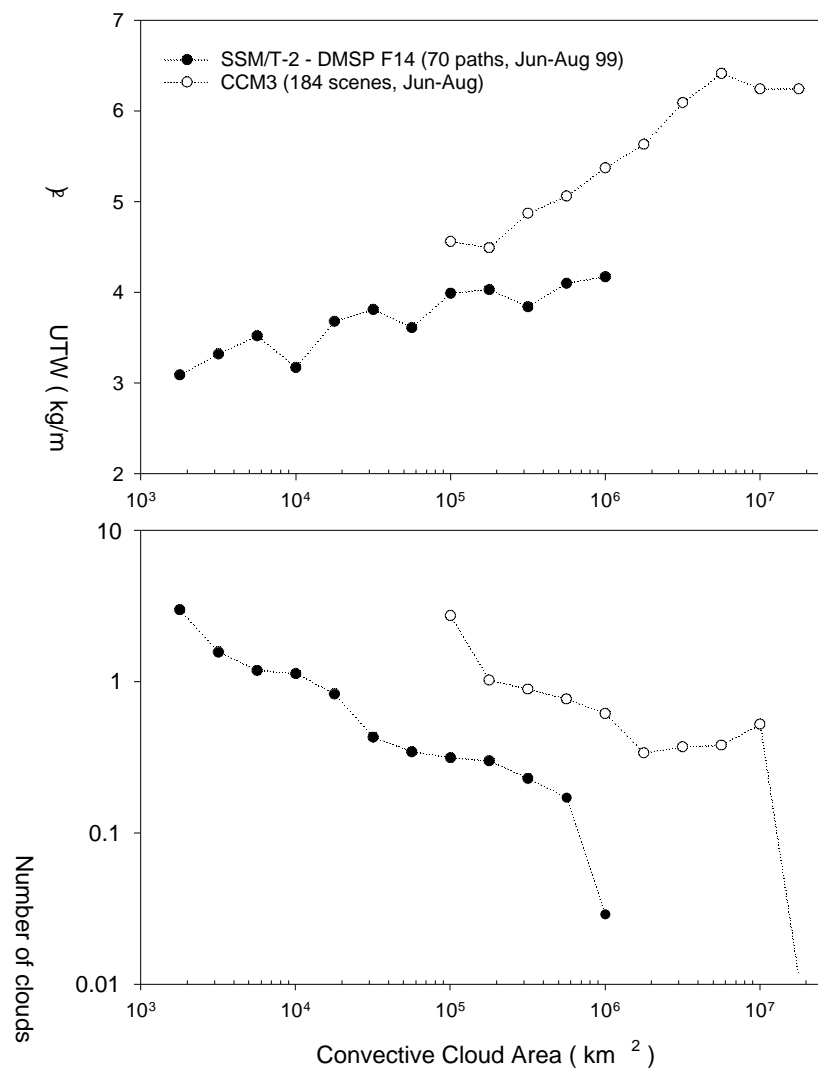 7
SSM/T-2 - DMSP F14 (70 paths, Jun-Aug 99)
CCM3 (184 scenes, Jun-Aug)
6
5
4
3
2
UTW ( kg/m
2
)
10³ 10⁴ 10⁵ 10⁶ 10⁷
10
1
0.1
0.01
Number of clouds
10³ 10⁴ 10⁵ 10⁶ 10⁷
Convective Cloud Area ( km ² )